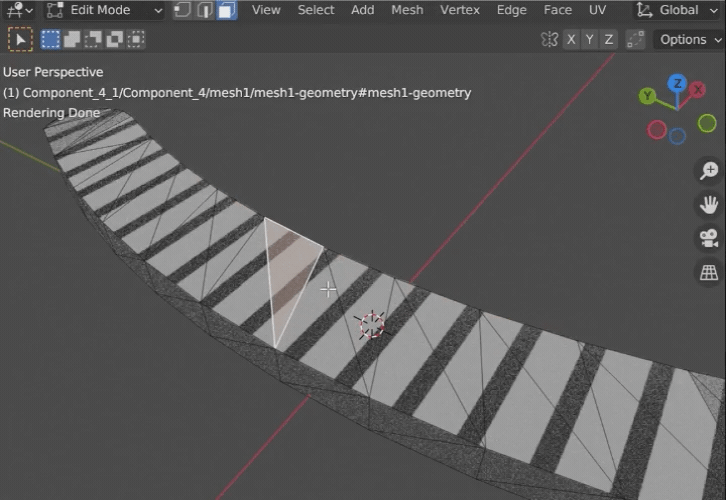 Edit Mode View Select Add Mesh Vertex Edge Face UV Global
X Y Z Options
User Perspective
(1) Component_4_1/Component_4/mesh1/mesh1-geometry#mesh1-geometry
Rendering Done
Z
Y X